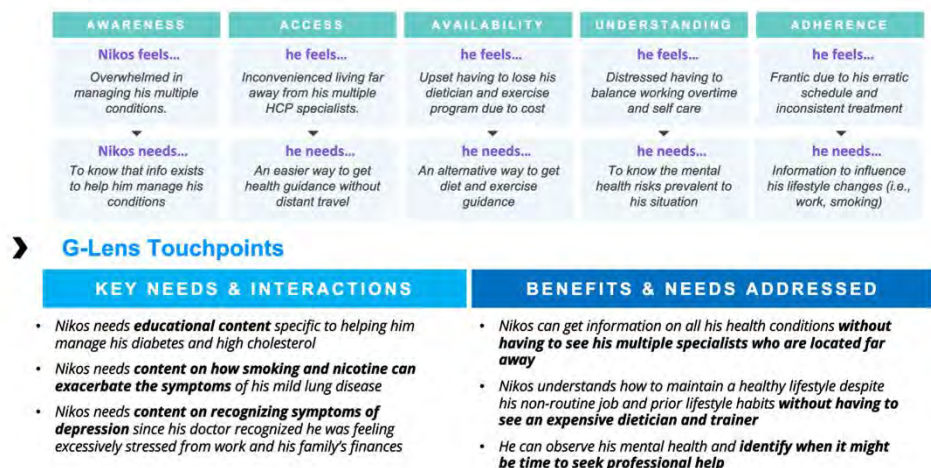 AWARENESS
ACCESS
AVAILABILITY
UNDERSTANDING
ADHERENCE
Nikos feels...
Overwhelmed in
managing his multiple
conditions.
he feels...
Inconvenienced living far
away from his multiple
HCP specialists.
he feels...
Upset having to lose his
dietician and exercise
program due to cost
he feels...
Distressed having to
balance working overtime
and self care
he feels...
Frantic due to his erratic
schedule and
inconsistent treatment
Nikos needs...
To know that info exists
to help him manage his
conditions
he needs...
An easier way to get
health guidance without
distant travel
he needs...
An alternative way to get
diet and exercise
guidance
he needs...
To know the mental
health risks prevalent to
his situation
he needs...
Information to influence
his lifestyle changes (i.e.,
work, smoking)
G-Lens Touchpoints
KEY NEEDS & INTERACTIONS
• Nikos needs educational content specific to helping him
manage his diabetes and high cholesterol
• Nikos needs content on how smoking and nicotine can
exacerbate the symptoms of his mild lung disease
• Nikos needs content on recognizing symptoms of
depression since his doctor recognized he was feeling
excessively stressed from work and his family's finances
BENEFITS & NEEDS ADDRESSED
• Nikos can get information on all his health conditions without
having to see his multiple specialists who are located far
away
• Nikos understands how to maintain a healthy lifestyle despite
his non-routine job and prior lifestyle habits without having to
see an expensive dietician and trainer
• He can observe his mental health and identify when it might
be time to seek professional help